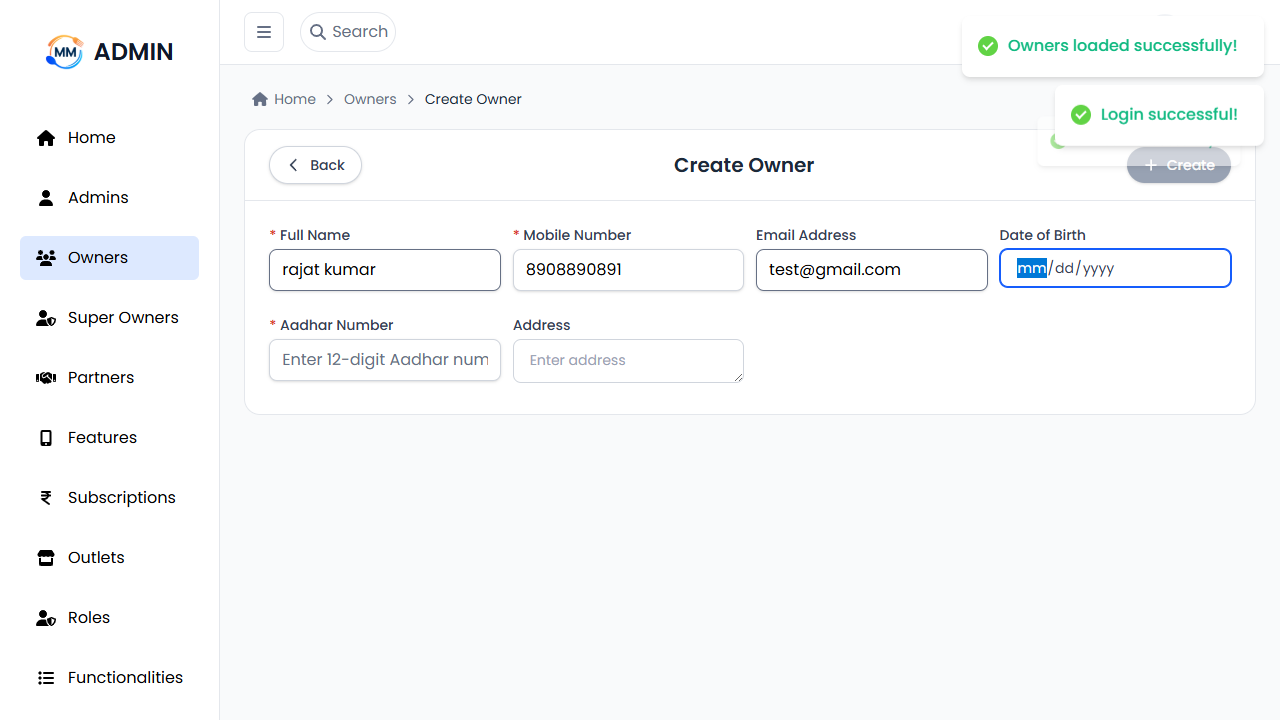 MM ADMIN
Search
Owners loaded successfully!
Login successful!
Home
Admins
Owners
Super Owners
Partners
Features
Subscriptions
Outlets
Roles
Functionalities
Home > Owners > Create Owner
Back
Create Owner
+ Create
* Full Name
rajat kumar
* Mobile Number
8908890891
Email Address
test@gmail.com
Date of Birth
mm/dd/yyyy
* Aadhar Number
Enter 12-digit Aadhar num
Address
Enter address